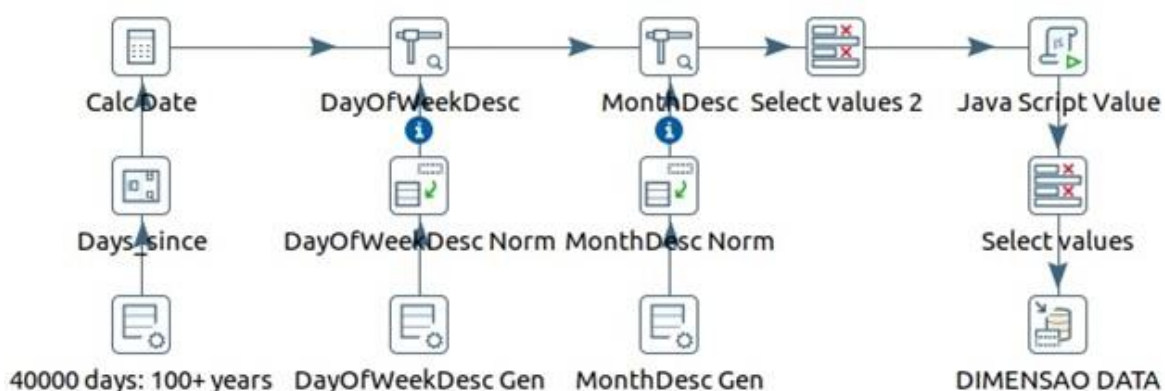 Calc Date
DayOfWeekDesc
MonthDesc
Select values 2
Java Script Value
Days_since
DayOfWeekDesc Norm
MonthDesc Norm
Select values
40000 days: 100+ years
DayOfWeekDesc Gen
MonthDesc Gen
DIMENSAO DATA